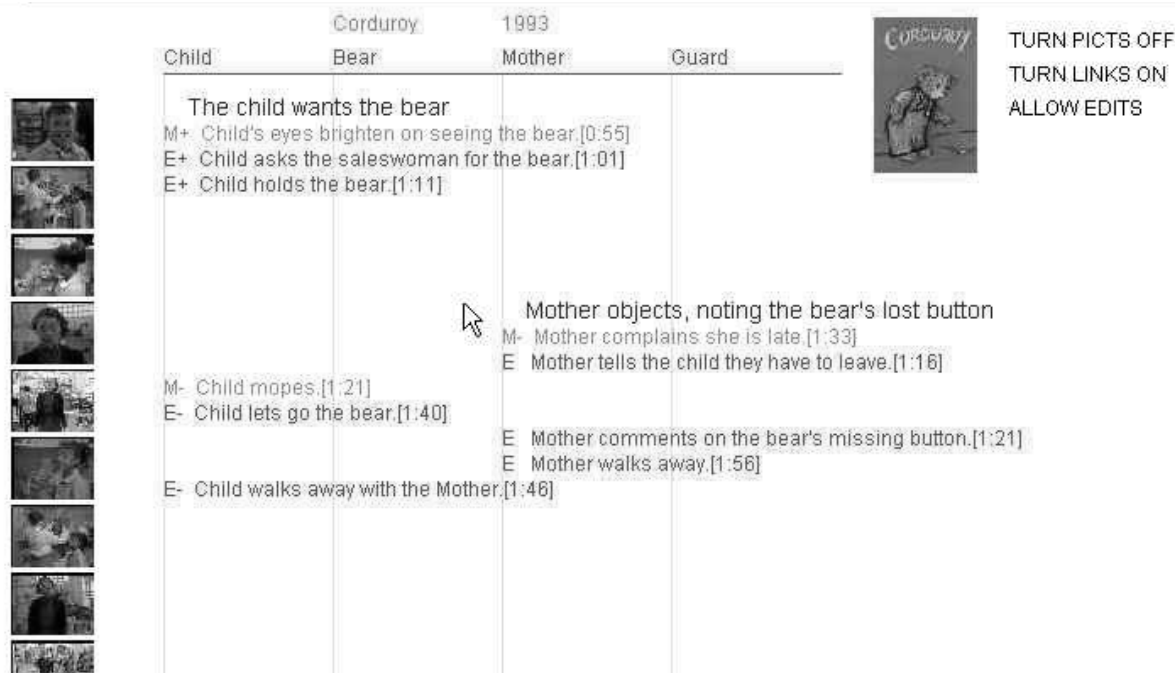 Corduroy 1993
Child Bear Mother Guard
CORDUROY
TURN PICTS OFF
TURN LINKS ON
ALLOW EDITS
The child wants the bear
M+ Child's eyes brighten on seeing the bear.[0:55]
E+ Child asks the saleswoman for the bear.[1:01]
E+ Child holds the bear.[1:11]
Mother objects, noting the bear's lost button
M- Mother complains she is late.[1:33]
E Mother tells the child they have to leave.[1:16]
M- Child mopes.[1:21]
E- Child lets go the bear.[1:40]
E Mother comments on the bear's missing button.[1:21]
E Mother walks away.[1:56]
E- Child walks away with the Mother.[1:46]